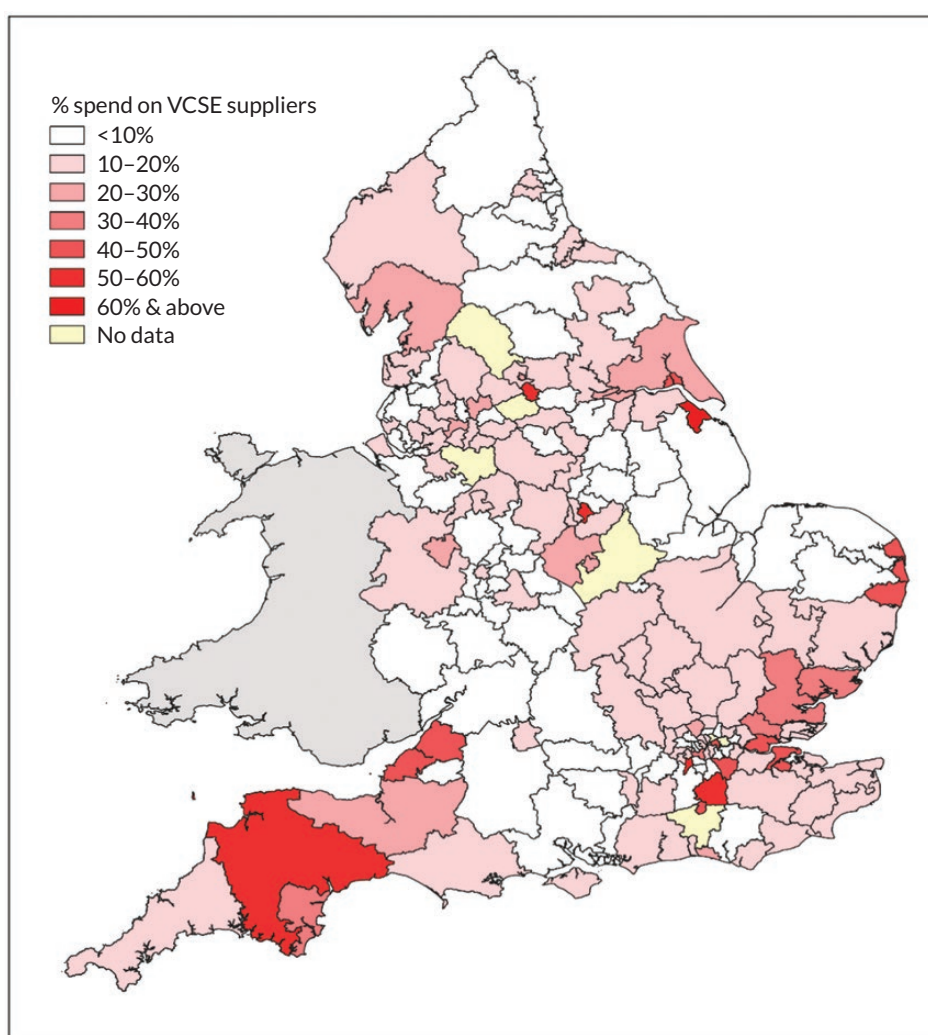 % spend on VCSE suppliers
<10%
10–20%
20–30%
30–40%
40–50%
50–60%
60% & above
No data